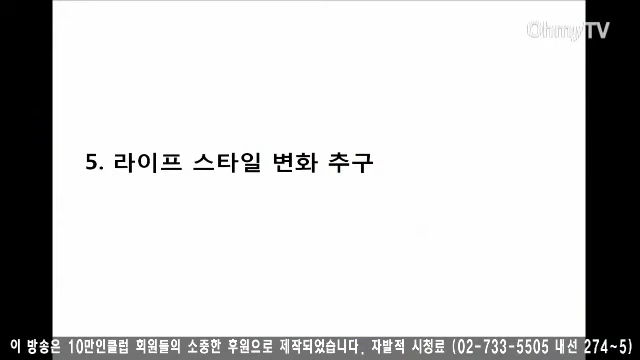 OhmyTV
5. 라이프 스타일 변화 추구
이 방송은 10만인클럽 회원들의 소중한 후원으로 제작되었습니다. 자발적 시청료 (02-733-5505 내선 274~5)